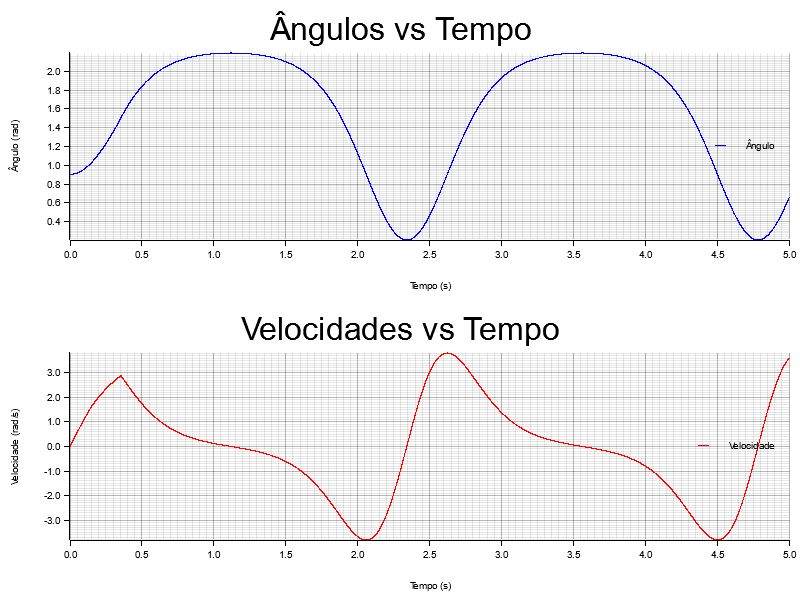 Ângulos vs Tempo
Ângulo (rad)
2.0
1.8
1.6
1.4
1.2
1.0
0.8
0.6
0.4
Ângulo
0.0 0.5 1.0 1.5 2.0 2.5 3.0 3.5 4.0 4.5 5.0
Tempo (s)
Velocidades vs Tempo
Velocidade (rad/s)
3.0
2.0
1.0
0.0
-1.0
-2.0
-3.0
Velocidade
0.0 0.5 1.0 1.5 2.0 2.5 3.0 3.5 4.0 4.5 5.0
Tempo (s)